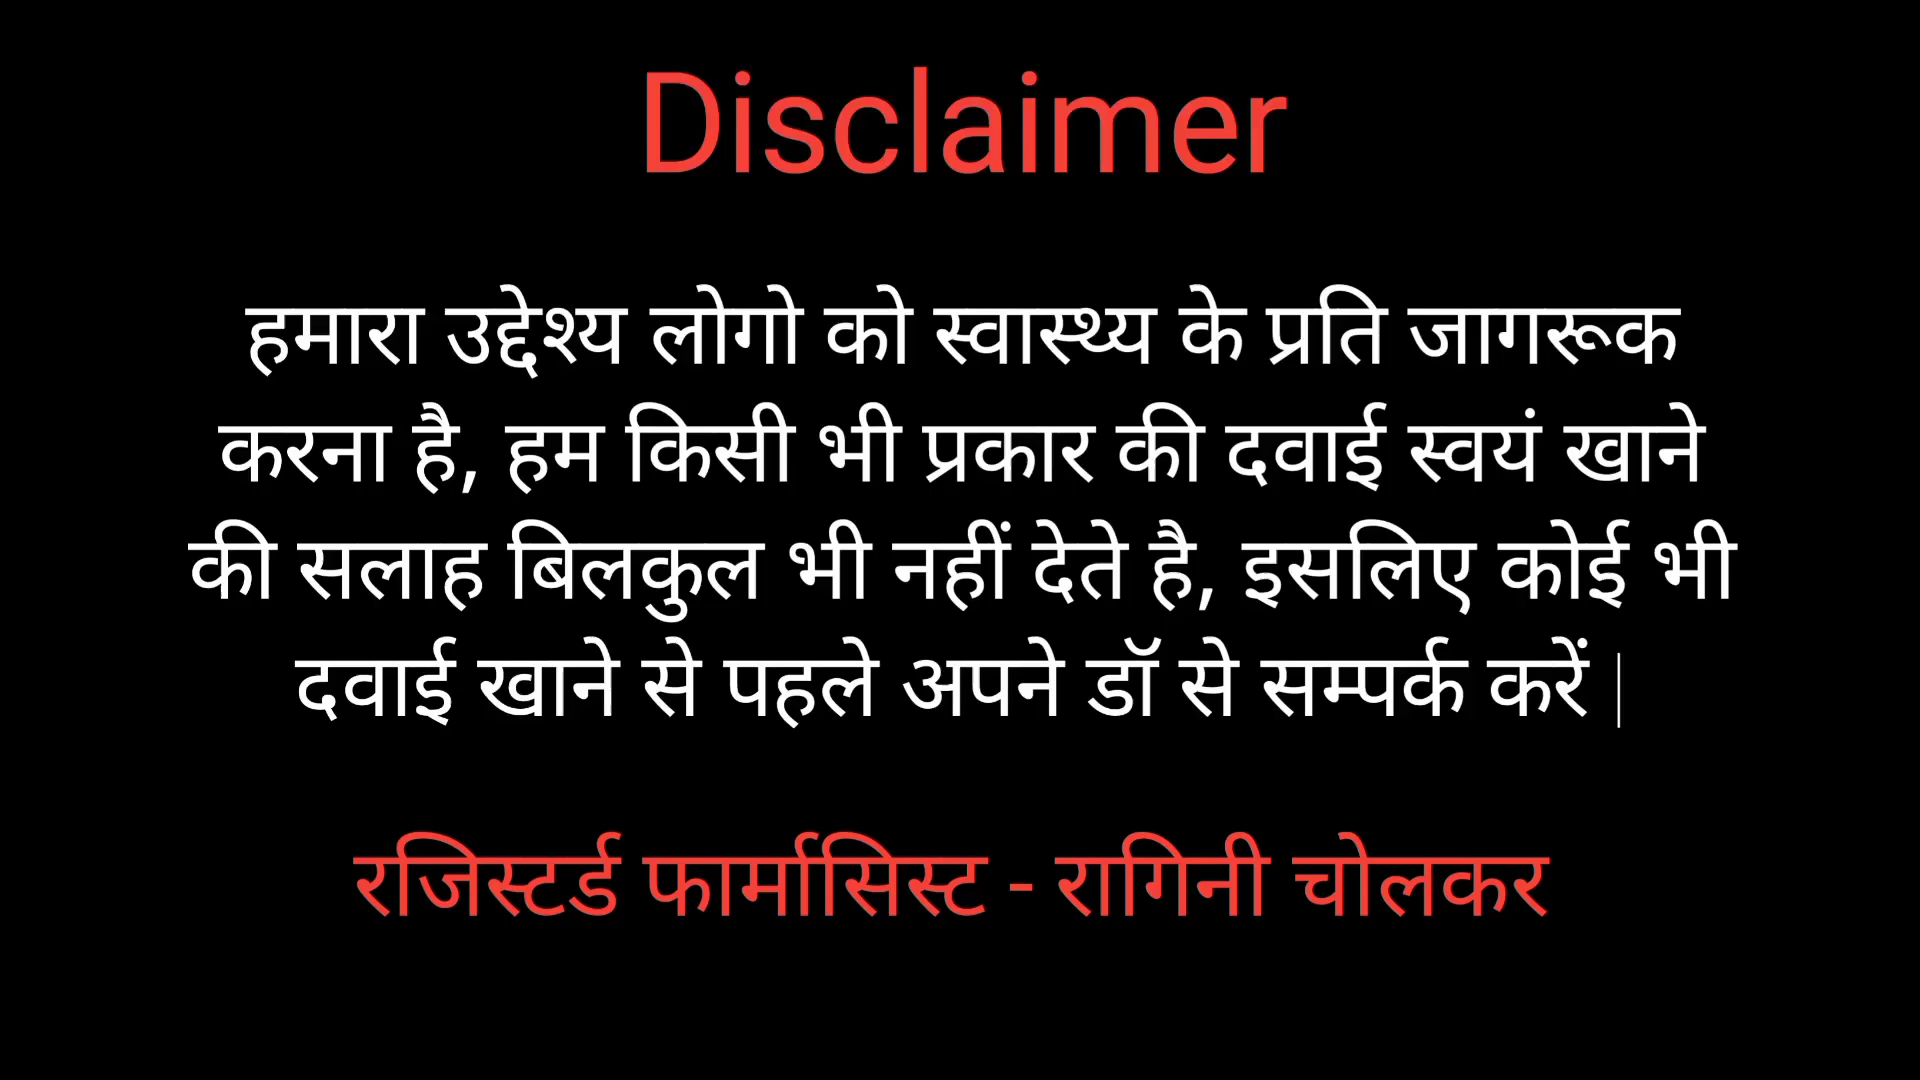 Disclaimer
हमारा उद्देश्य लोगो को स्वास्थ्य के प्रति जागरूक
करना है, हम किसी भी प्रकार की दवाई स्वयं खाने
की सलाह बिलकुल भी नहीं देते है, इसलिए कोई भी
दवाई खाने से पहले अपने डॉ से सम्पर्क करें |
रजिस्टर्ड फार्मासिस्ट - रागिनी चोलकर